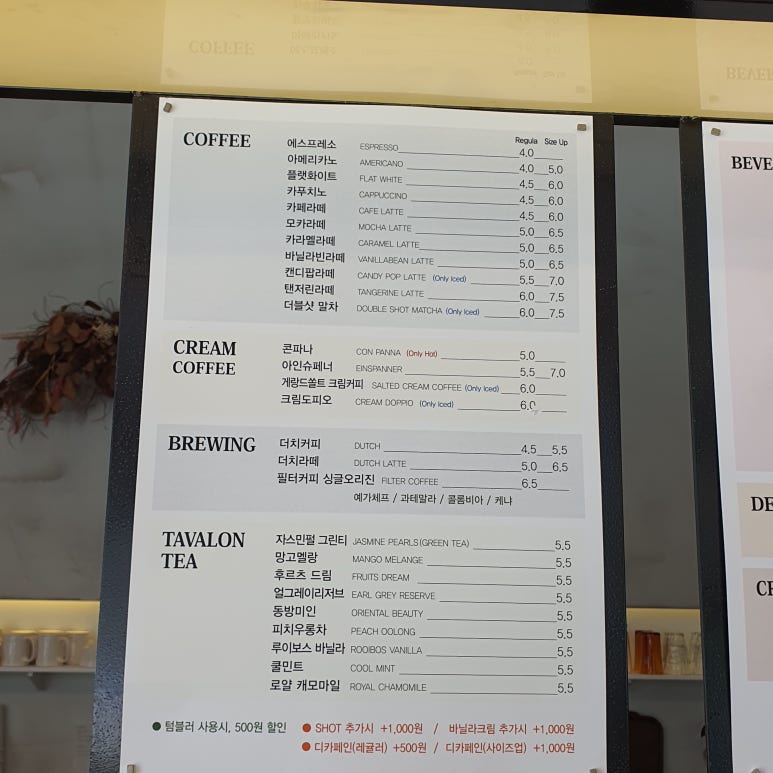 COFFEE
Regula Size Up
에스프레소 ESPRESSO 4.0
아메리카노 AMERICANO 4.0 5.0
플랫화이트 FLAT WHITE 4.5 6.0
카푸치노 CAPPUCCINO 4.5 6.0
카페라떼 CAFE LATTE 4.5 6.0
모카라떼 MOCHA LATTE 5.0 6.5
카라멜라떼 CARAMEL LATTE 5.0 6.5
바닐라빈라떼 VANILLABEAN LATTE 5.0 6.5
캔디팝라떼 CANDY POP LATTE (Only Iced) 5.5 7.0
탠저린라떼 TANGERINE LATTE 6.0 7.5
더블샷 말차 DOUBLE SHOT MATCHA (Only Iced) 6.0 7.5
CREAM
COFFEE
콘파나 CON PANNA (Only Hot) 5.0
아인슈페너 EINSPANNER 5.5 7.0
게랑드쏠트 크림커피 SALTED CREAM COFFEE (Only Iced) 6.0
크림도피오 CREAM DOPPIO (Only Iced) 6.0
BREWING
더치커피 DUTCH 4.5 5.5
더치라떼 DUTCH LATTE 5.0 6.5
필터커피 싱글오리진 FILTER COFFEE 6.5
예가체프 / 과테말라 / 콜롬비아 / 케냐
TAVALON
TEA
자스민펄 그린티 JASMINE PEARLS(GREEN TEA) 5.5
망고멜랑 MANGO MELANGE 5.5
후르츠 드림 FRUITS DREAM 5.5
얼그레이리저브 EARL GREY RESERVE 5.5
동방미인 ORIENTAL BEAUTY 5.5
피치우롱차 PEACH OOLONG 5.5
루이보스 바닐라 ROOIBOS VANILLA 5.5
쿨민트 COOL MINT 5.5
로얄 캐모마일 ROYAL CHAMOMILE 5.5
● 텀블러 사용시, 500원 할인
● SHOT 추가시 +1,000원 / 바닐라크림 추가시 +1,000원
● 디카페인(레귤러) +500원 / 디카페인(사이즈업) +1,000원
BEVE
DE